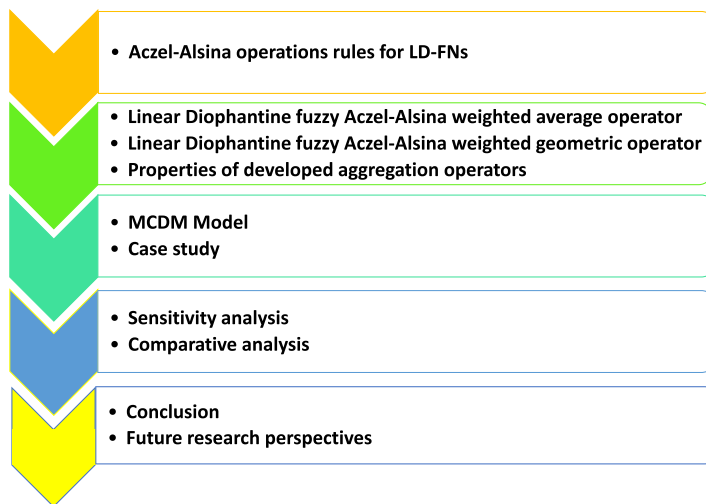 • Aczel-Alsina operations rules for LD-FNs
• Linear Diophantine fuzzy Aczel-Alsina weighted average operator
• Linear Diophantine fuzzy Aczel-Alsina weighted geometric operator
• Properties of developed aggregation operators
• MCDM Model
• Case study
• Sensitivity analysis
• Comparative analysis
• Conclusion
• Future research perspectives